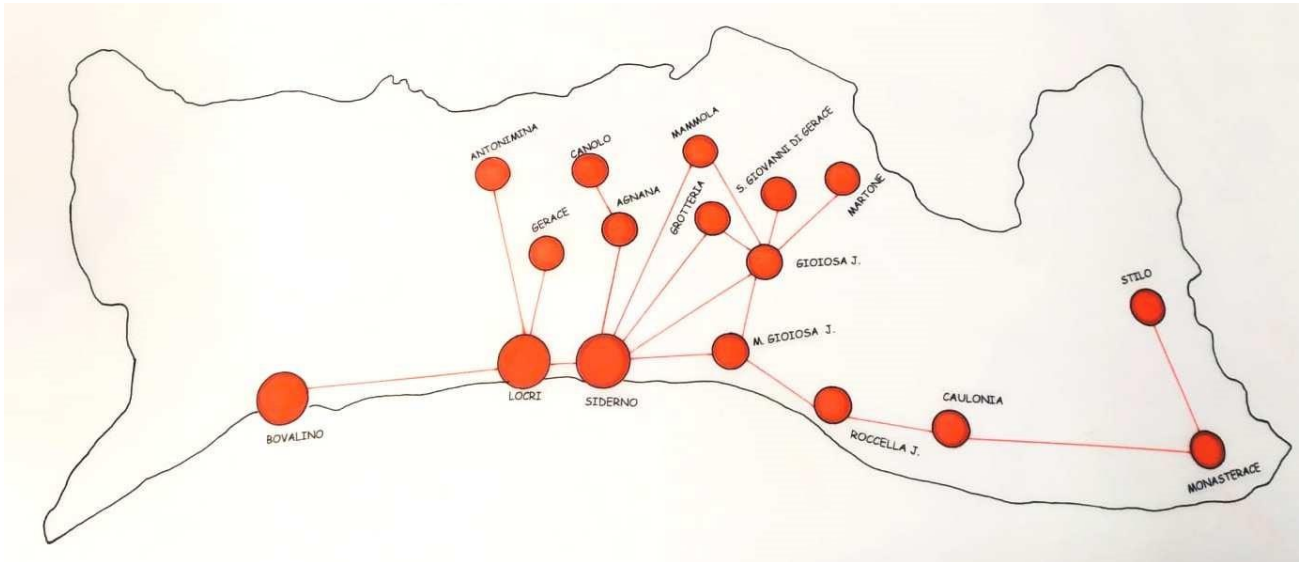 ANTONIMINA
CANOLO
MAMMOLA
S. GIOVANNI DI GERACE
GERACE
AGNANA
GROTTERIA
MARTONE
GIOIOSA J.
STILO
M. GIOIOSA J.
LOCRI
SIDERNO
BOVALINO
ROCCELLA J.
CAULONIA
MONASTERACE